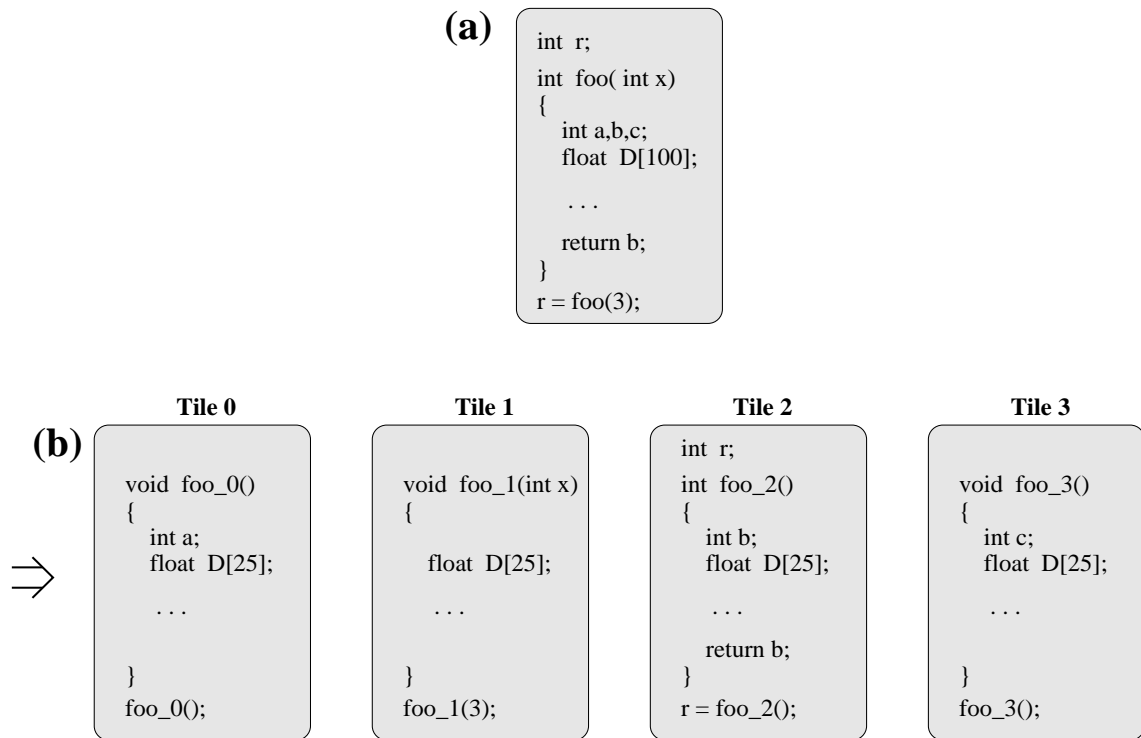 (a)
int r;
int foo( int x)
{
int a,b,c;
float D[100];
. . .
return b;
}
r = foo(3);
(b)
Tile 0
void foo_0()
{
int a;
float D[25];
. . .
}
foo_0();
Tile 1
void foo_1(int x)
{
float D[25];
. . .
}
foo_1(3);
Tile 2
int r;
int foo_2()
{
int b;
float D[25];
. . .
return b;
}
r = foo_2();
Tile 3
void foo_3()
{
int c;
float D[25];
. . .
}
foo_3();